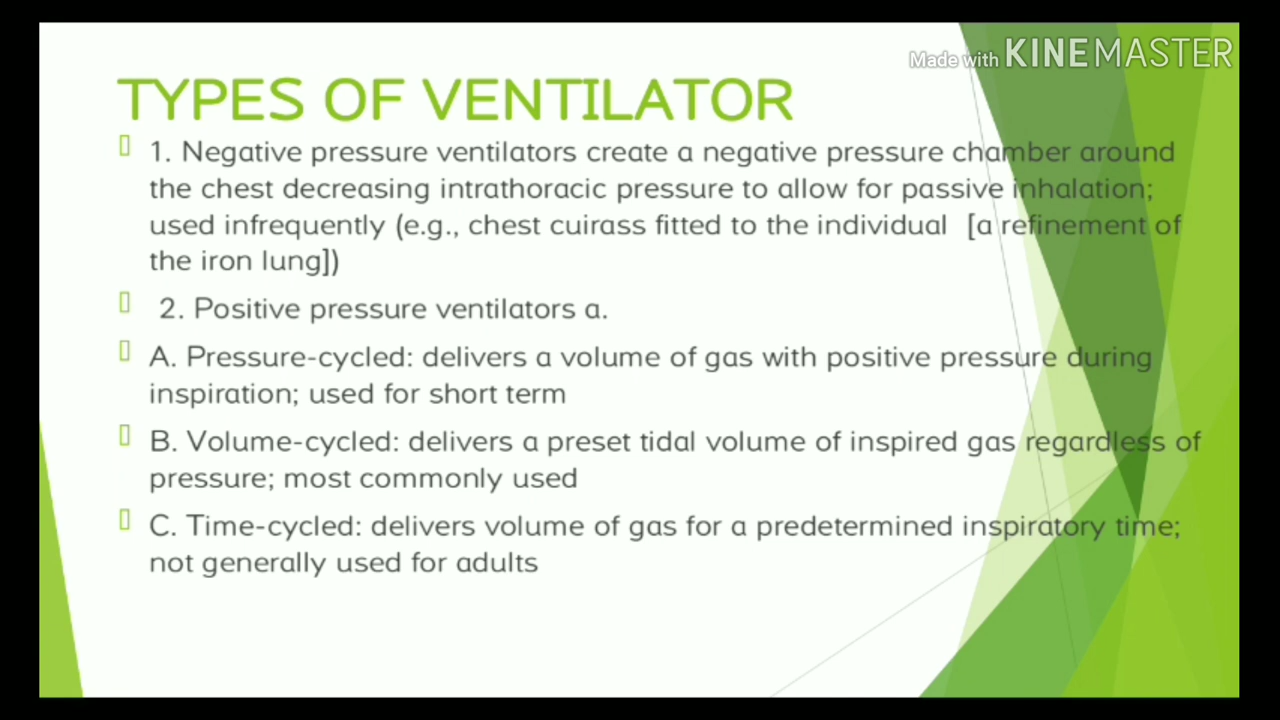 Made with KINEMASTER
TYPES OF VENTILATOR
1. Negative pressure ventilators create a negative pressure chamber around
the chest decreasing intrathoracic pressure to allow for passive inhalation;
used infrequently (e.g., chest cuirass fitted to the individual [a refinement of
the iron lung])
2. Positive pressure ventilators a.
A. Pressure-cycled: delivers a volume of gas with positive pressure during
inspiration; used for short term
B. Volume-cycled: delivers a preset tidal volume of inspired gas regardless of
pressure; most commonly used
C. Time-cycled: delivers volume of gas for a predetermined inspiratory time;
not generally used for adults